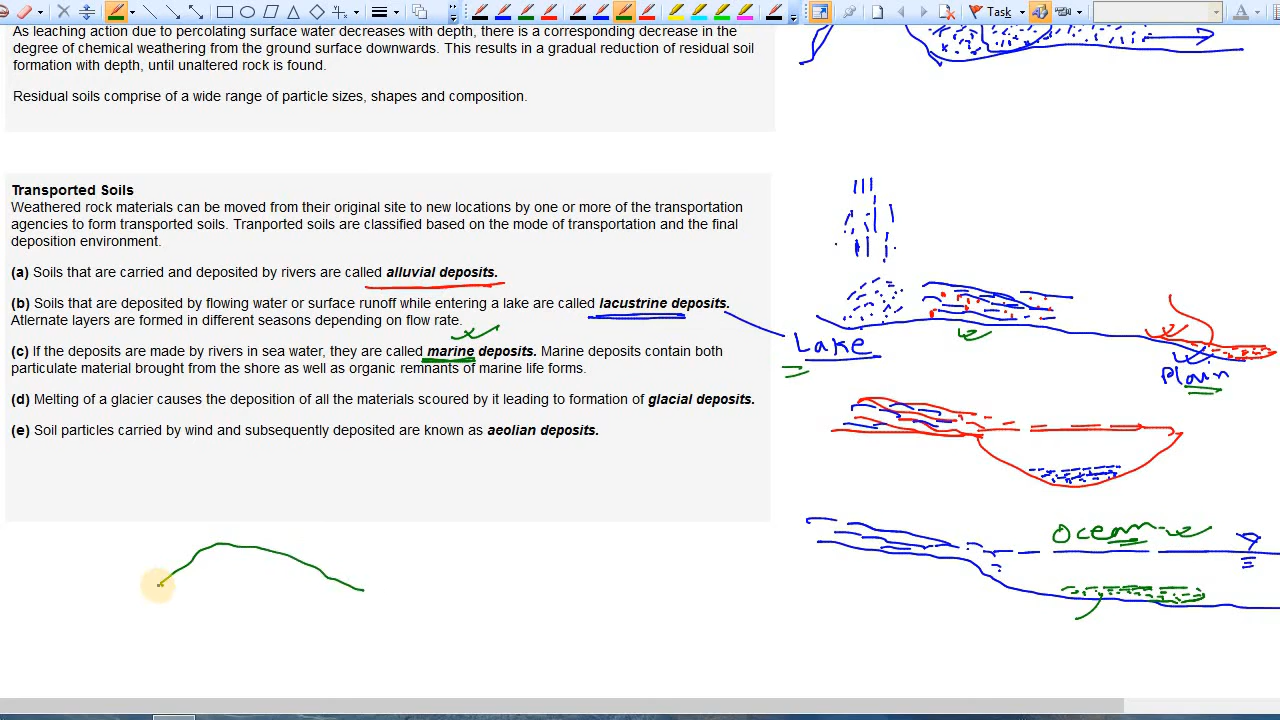 Task
A
As leaching action due to percolating surface water decreases with depth, there is a corresponding decrease in the
degree of chemical weathering from the ground surface downwards. This results in a gradual reduction of residual soil
formation with depth, until unaltered rock is found.
Residual soils comprise of a wide range of particle sizes, shapes and composition.
Transported Soils
Weathered rock materials can be moved from their original site to new locations by one or more of the transportation
agencies to form transported soils. Tranported soils are classified based on the mode of transportation and the final
deposition environment.
(a) Soils that are carried and deposited by rivers are called alluvial deposits.
(b) Soils that are deposited by flowing water or surface runoff while entering a lake are called lacustrine deposits.
Atlernate layers are formed in different seasons depending on flow rate.
(c) If the deposits are made by rivers in sea water, they are called marine deposits. Marine deposits contain both
particulate material brought from the shore as well as organic remnants of marine life forms.
(d) Melting of a glacier causes the deposition of all the materials scoured by it leading to formation of glacial deposits.
(e) Soil particles carried by winds and subsequently deposited are known as aeolian deposits.
Lake
Plain
Ocean